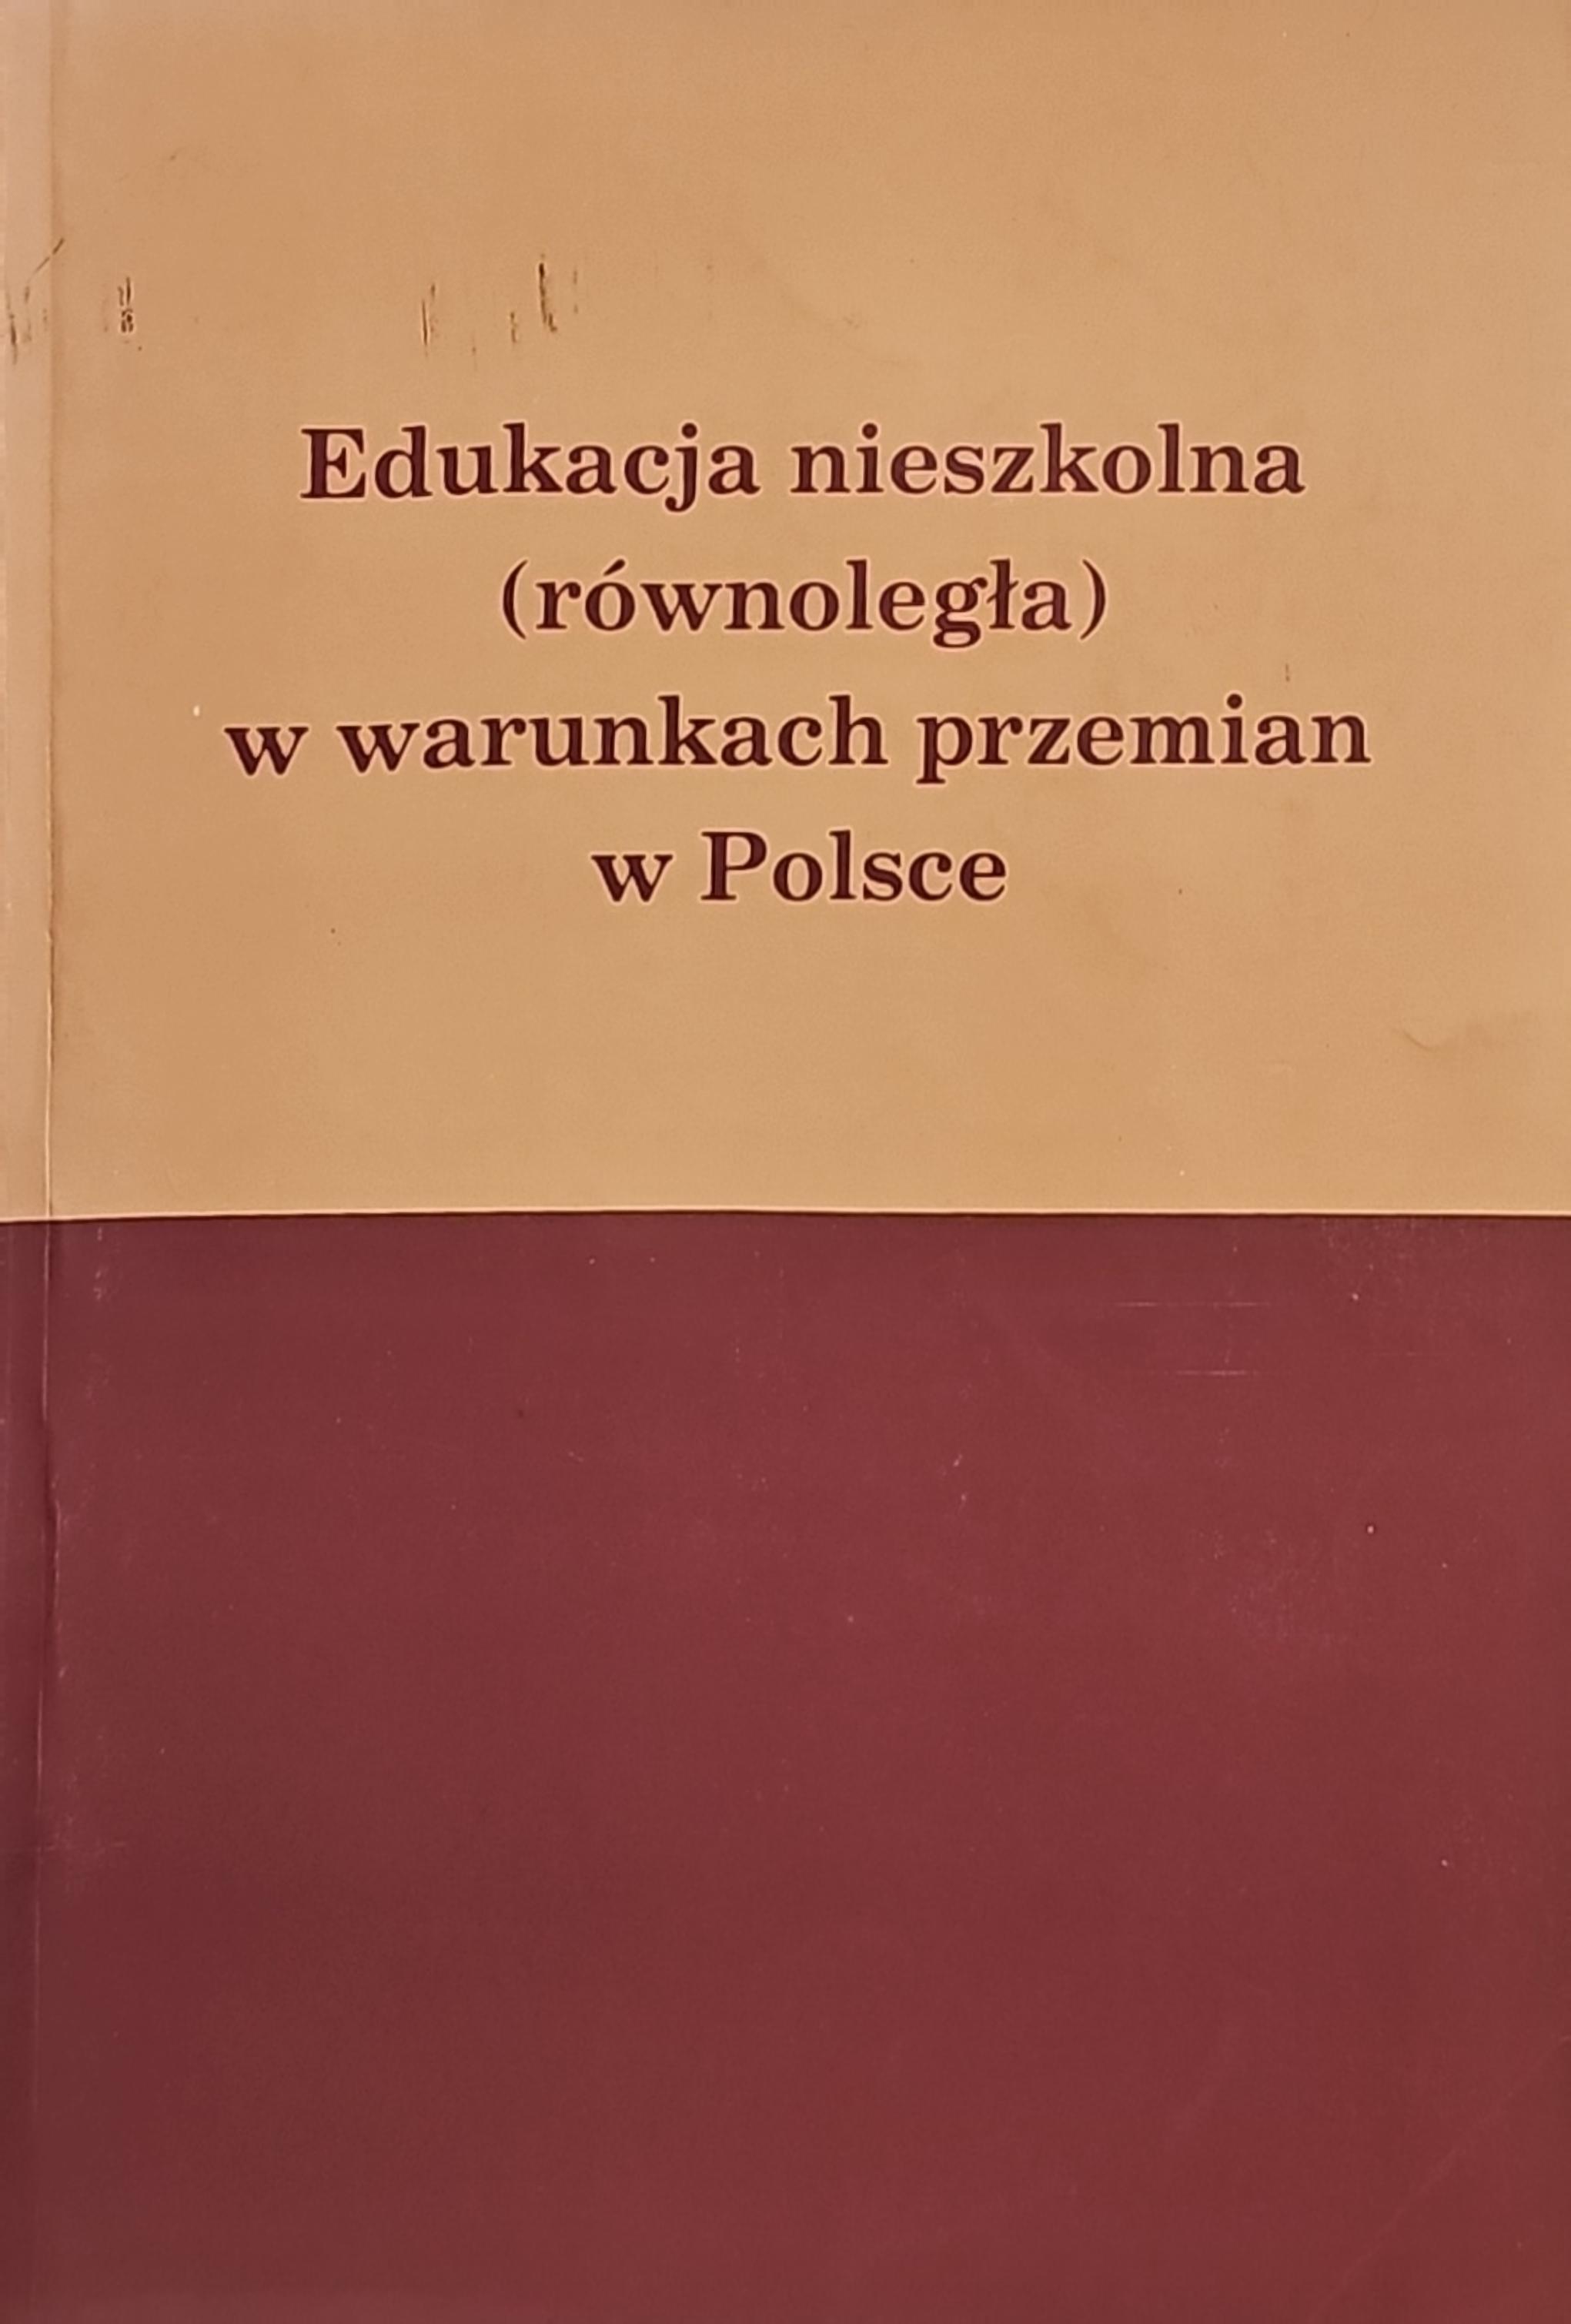 Edukacja nieszkolna
(równoległa)
w warunkach przemian
w Polsce